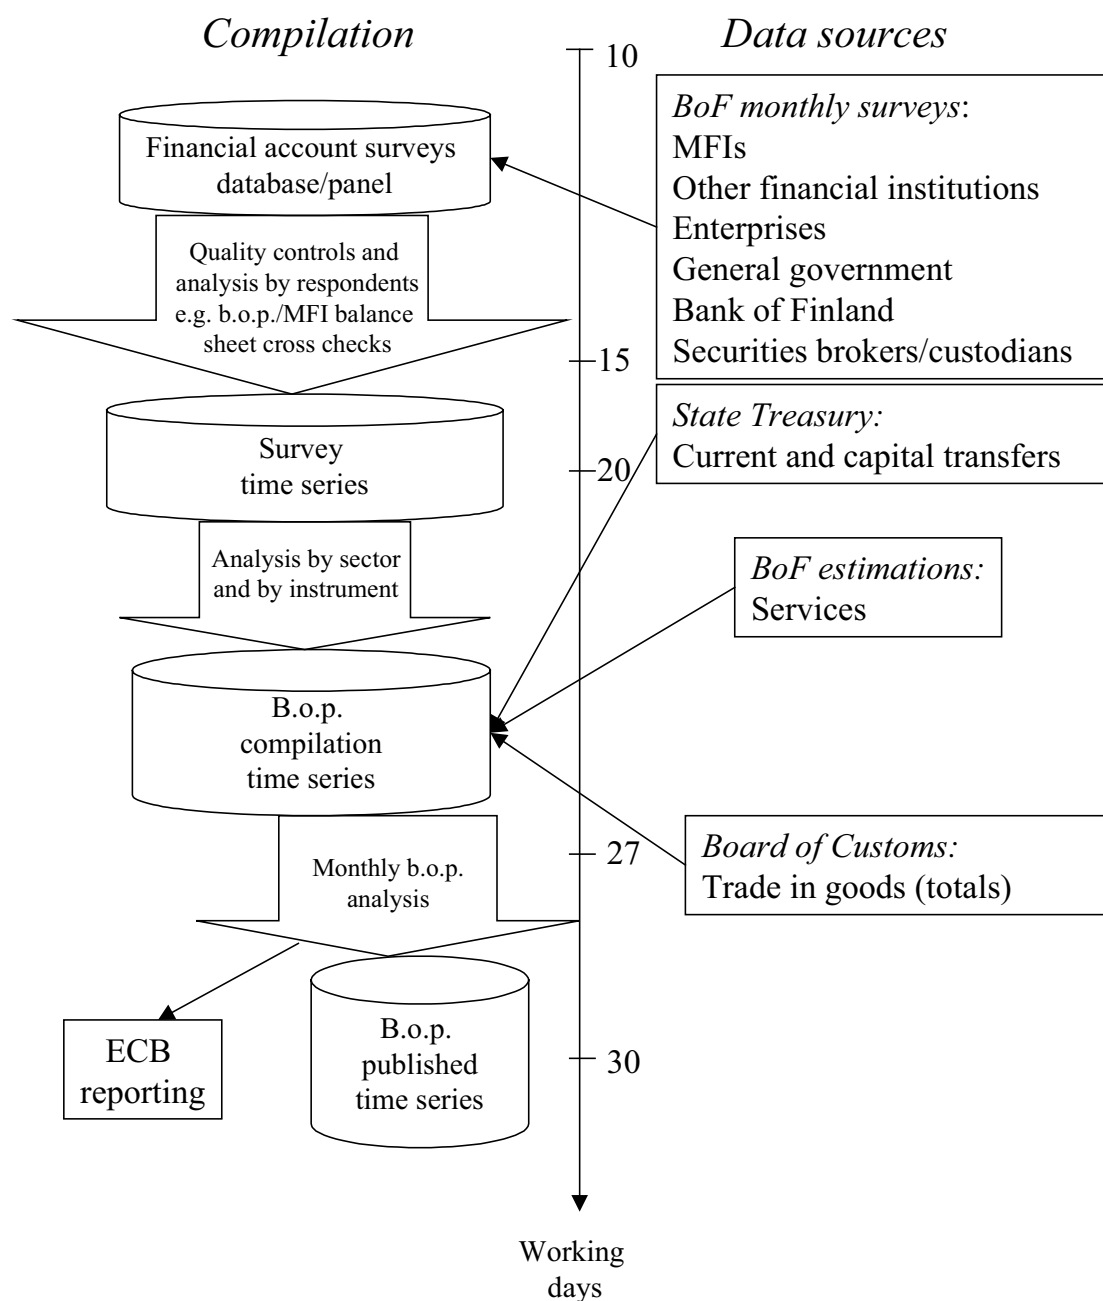 Compilation
Data sources
10
BoF monthly surveys:
MFIs
Other financial institutions
Enterprises
General government
Bank of Finland
Securities brokers/custodians
Financial account surveys
database/panel
Quality controls and
analysis by respondents
e.g. b.o.p./MFI balance
sheet cross checks
15
State Treasury:
Current and capital transfers
Survey
time series
20
Analysis by sector
and by instrument
BoF estimations:
Services
B.o.p.
compilation
time series
27
Board of Customs:
Trade in goods (totals)
Monthly b.o.p.
analysis
ECB
reporting
B.o.p.
published
time series
30
Working
days